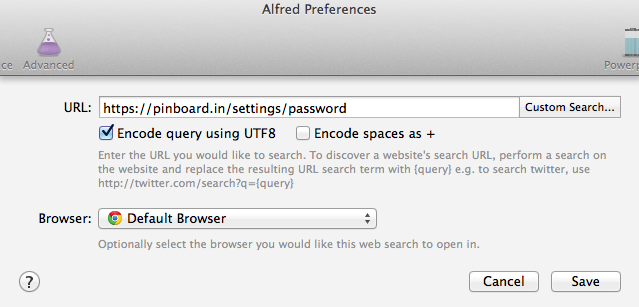 Alfred Preferences
ce Advanced Powerp
URL: https://pinboard.in/settings/password Custom Search...
Encode query using UTF8 Encode spaces as +
Enter the URL you would like to search. To discover a website's search URL, perform a search on
the website and replace the resulting URL search term with {query} e.g. to search twitter, use
http://twitter.com/search?q={query}
Browser: Default Browser
Optionally select the browser you would like this web search to open in.
? Cancel Save